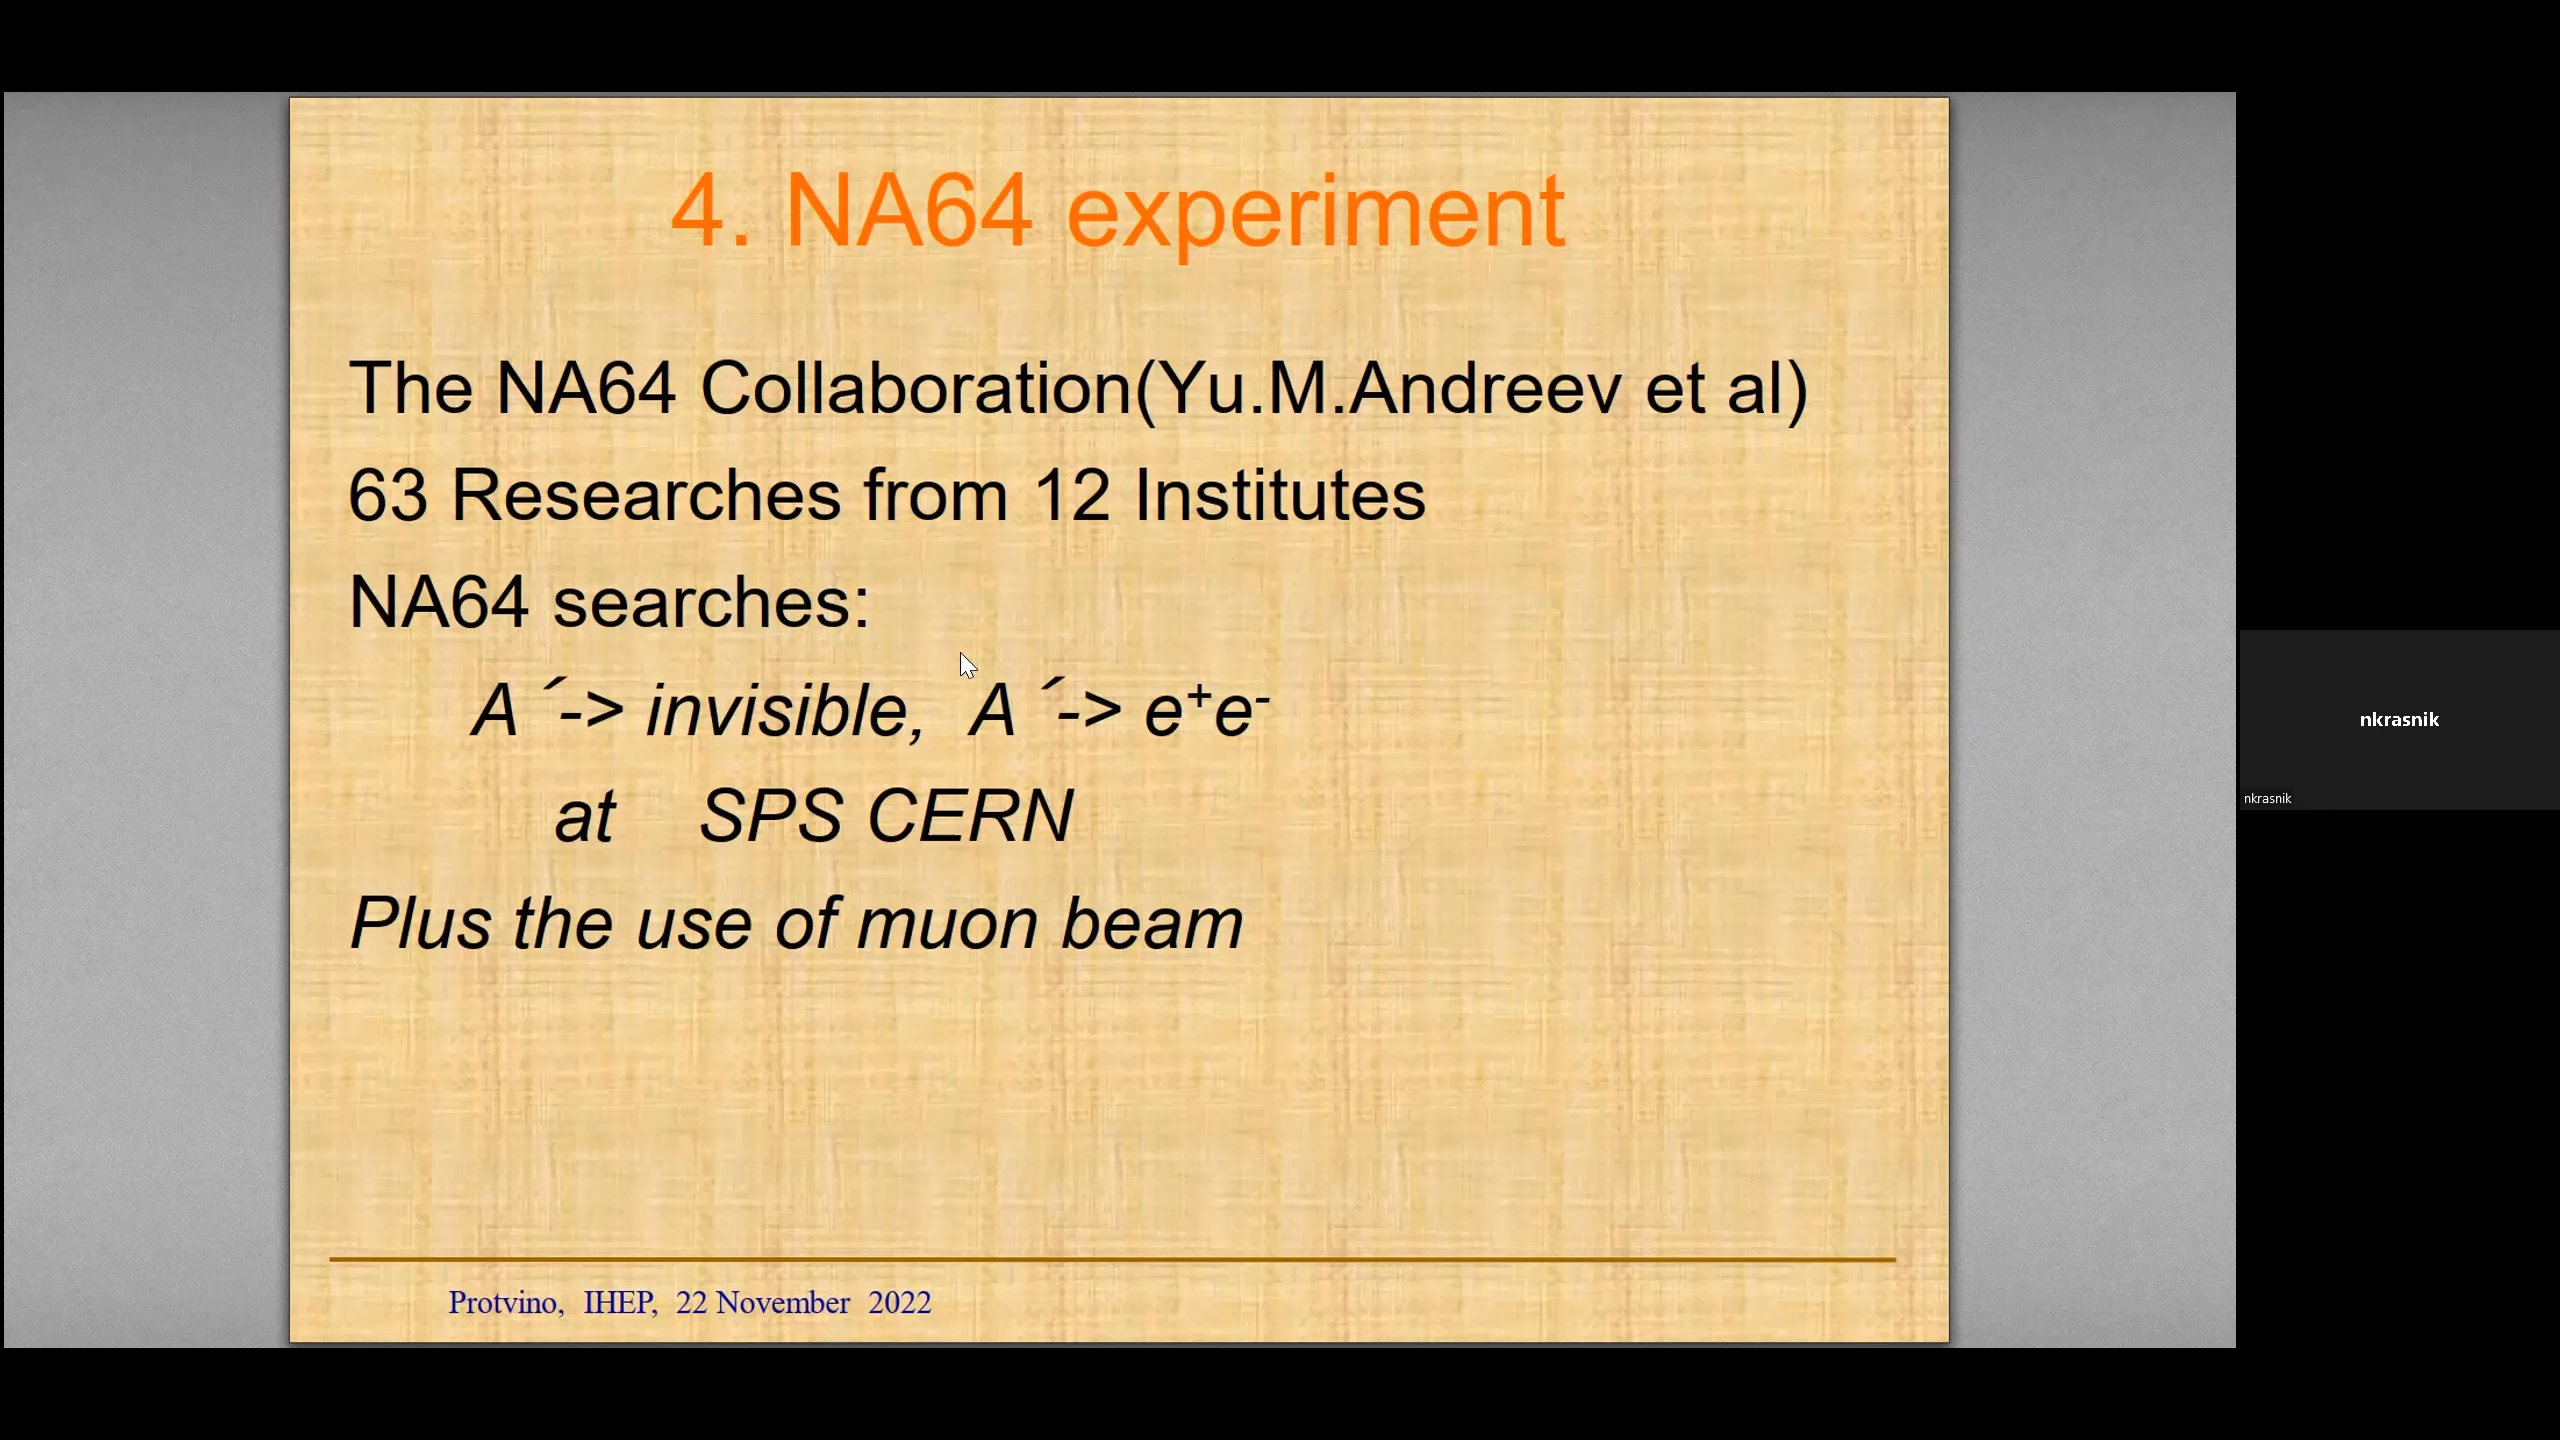 4. NA64 experiment
The NA64 Collaboration(Yu.M.Andreev et al)
63 Researches from 12 Institutes
NA64 searches:
A ´-> invisible, A ´-> e⁺e⁻
at SPS CERN
Plus the use of muon beam
Protvino, IHEP, 22 November 2022
nkrasnik
nkrasnik